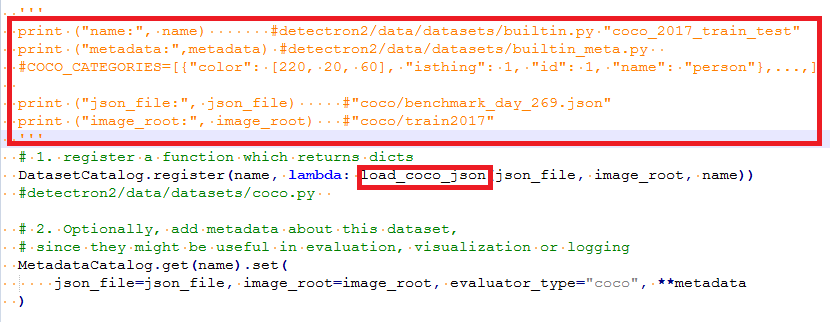 '''
print ("name:", name) #detectron2/data/datasets/builtin.py "coco_2017_train_test"
print ("metadata:",metadata) #detectron2/data/datasets/builtin_meta.py
#COCO_CATEGORIES=[{"color": [220, 20, 60], "isthing": 1, "id": 1, "name": "person"},...,]
print ("json_file:", json_file) #"coco/benchmark_day_269.json"
print ("image_root:", image_root) #"coco/train2017"
'''
# 1. register a function which returns dicts
DatasetCatalog.register(name, lambda: load_coco_json(json_file, image_root, name))
#detectron2/data/datasets/coco.py
# 2. Optionally, add metadata about this dataset,
# since they might be useful in evaluation, visualization or logging
MetadataCatalog.get(name).set(
json_file=json_file, image_root=image_root, evaluator_type="coco", **metadata
)